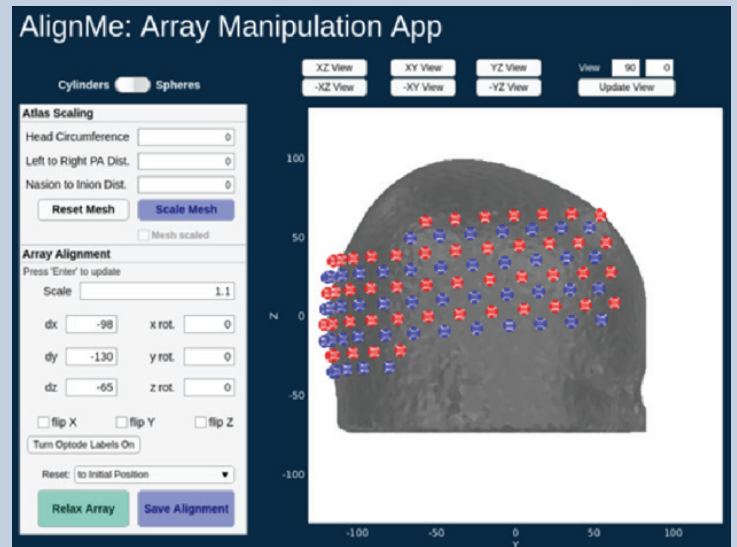 AlignMe: Array Manipulation App
XZ View XY View YZ View View 90 0
Cylinders Spheres
-XZ View -XY View -YZ View Update View
Atlas Scaling
Head Circumference 0
Left to Right PA Dist. 0
Nasion to Inion Dist. 0
Reset Mesh Scale Mesh
Mesh scaled
Array Alignment
Press 'Enter' to update
Scale 1.1
dx -98 x rot. 0
dy -130 y rot. 0
dz -65 z rot. 0
flip X flip Y flip Z
Turn Optode Labels On
Reset: to Initial Position
Relax Array Save Alignment
100
50
Z 0
-50
-100
-100 -50 0 50 100
Y